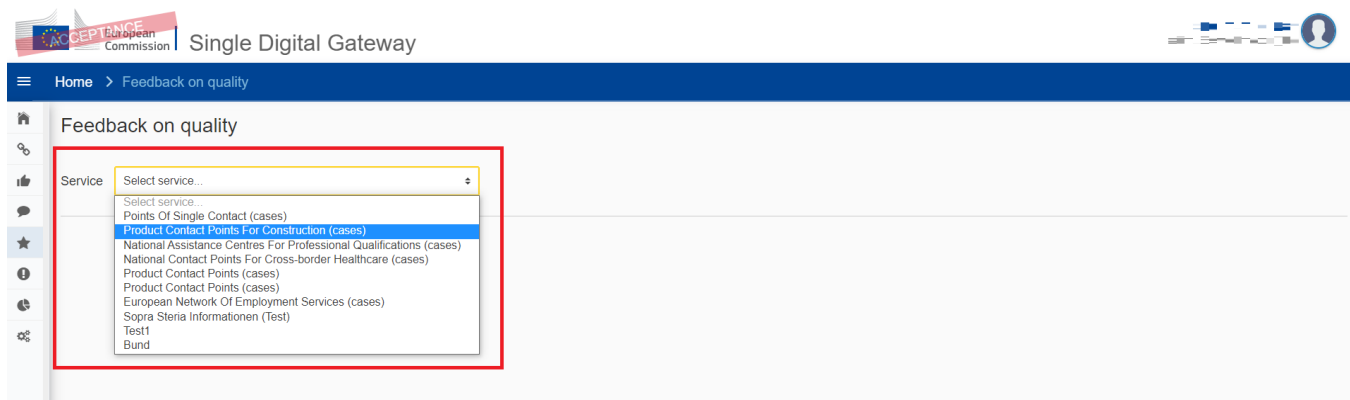 ACCEPTANCE
European
Commission
Single Digital Gateway
Home > Feedback on quality
Feedback on quality
Service Select service...
Select service...
Points Of Single Contact (cases)
Product Contact Points For Construction (cases)
National Assistance Centres For Professional Qualifications (cases)
National Contact Points For Cross-border Healthcare (cases)
Product Contact Points (cases)
Product Contact Points (cases)
European Network Of Employment Services (cases)
Sopra Steria Informationen (Test)
Test1
Bund